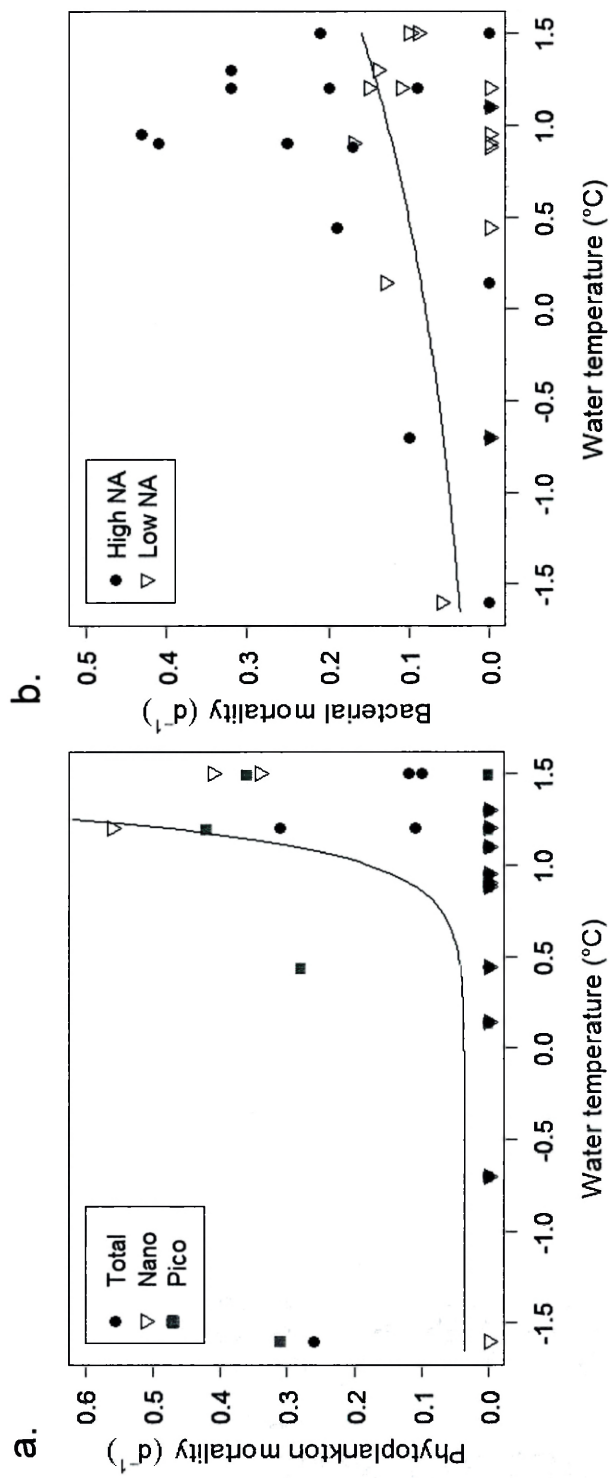 a.
Phytoplankton mortality (d⁻¹)
0.6
0.5
0.4
0.3
0.2
0.1
0.0
Total
Nano
Pico
-1.5
-1.0
-0.5
0.0
0.5
1.0
1.5
Water temperature (°C)
b.
Bacterial mortality (d⁻¹)
0.5
0.4
0.3
0.2
0.1
0.0
High NA
Low NA
-1.5
-1.0
-0.5
0.0
0.5
1.0
1.5
Water temperature (°C)